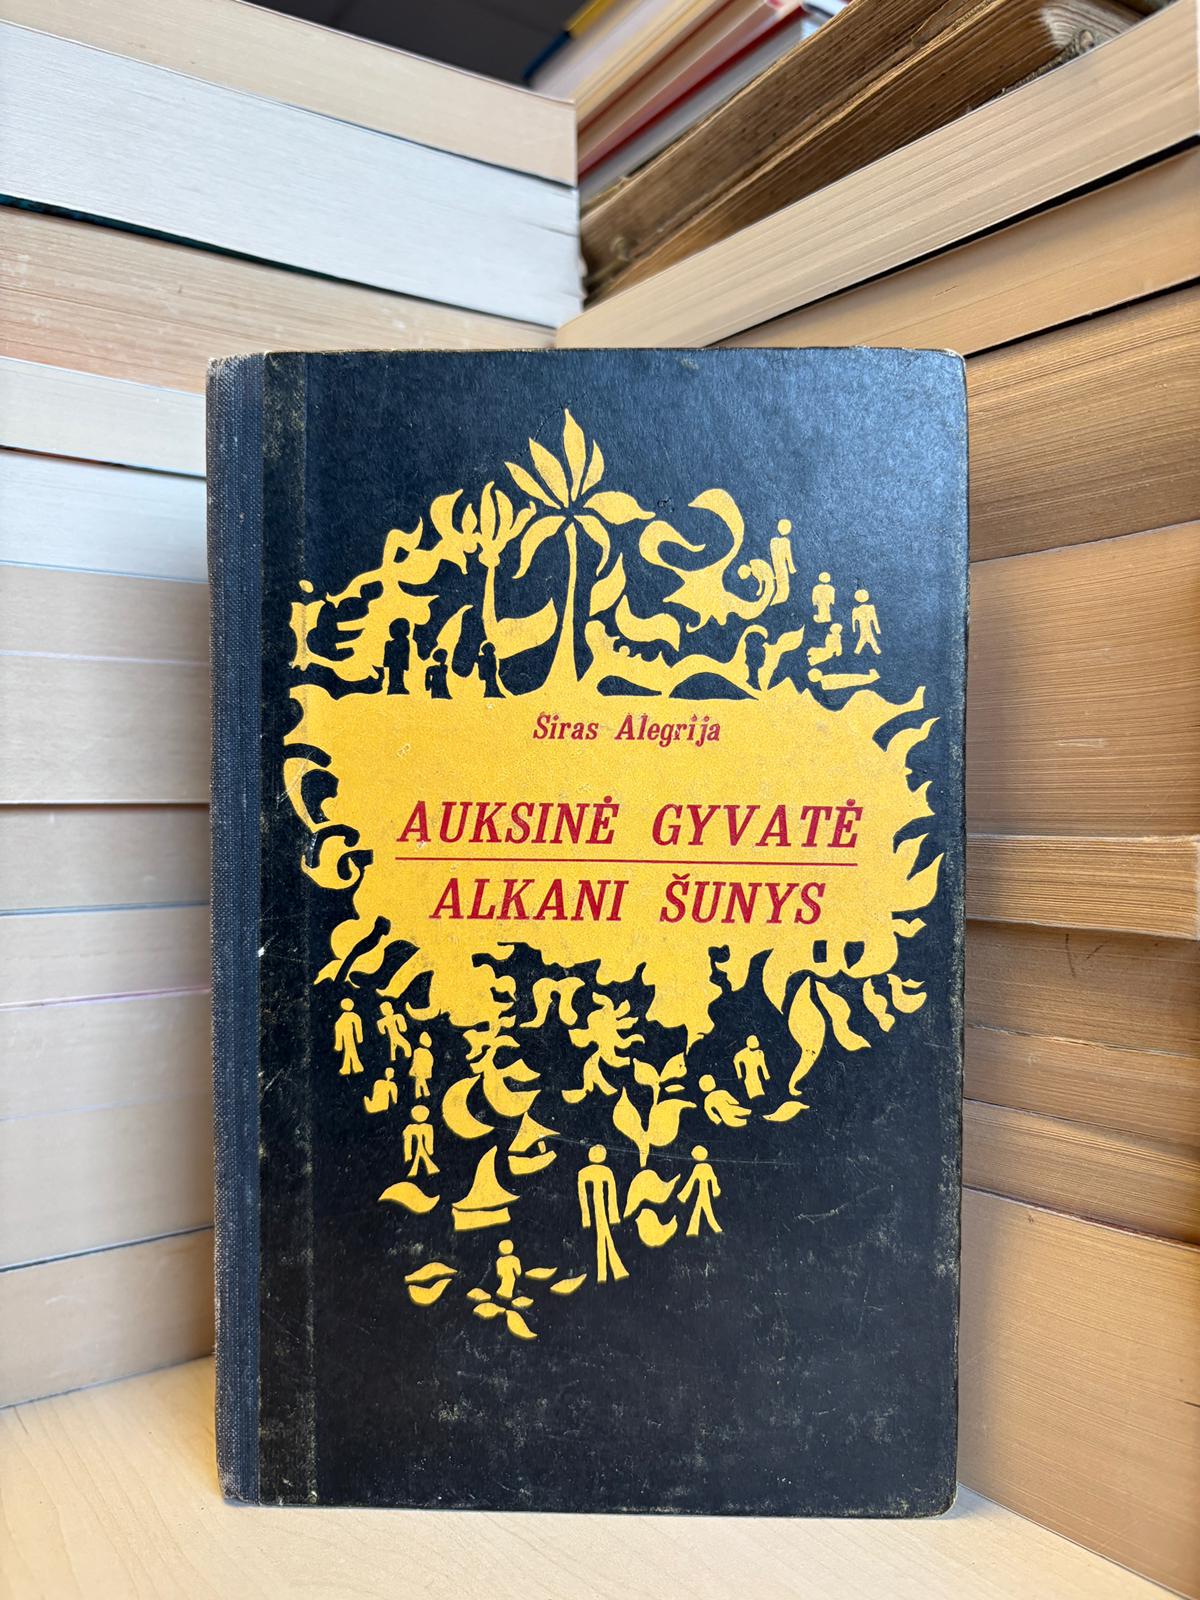 Siras Alegrija
AUKSINĖ GYVATĖ
ALKANI ŠUNYS